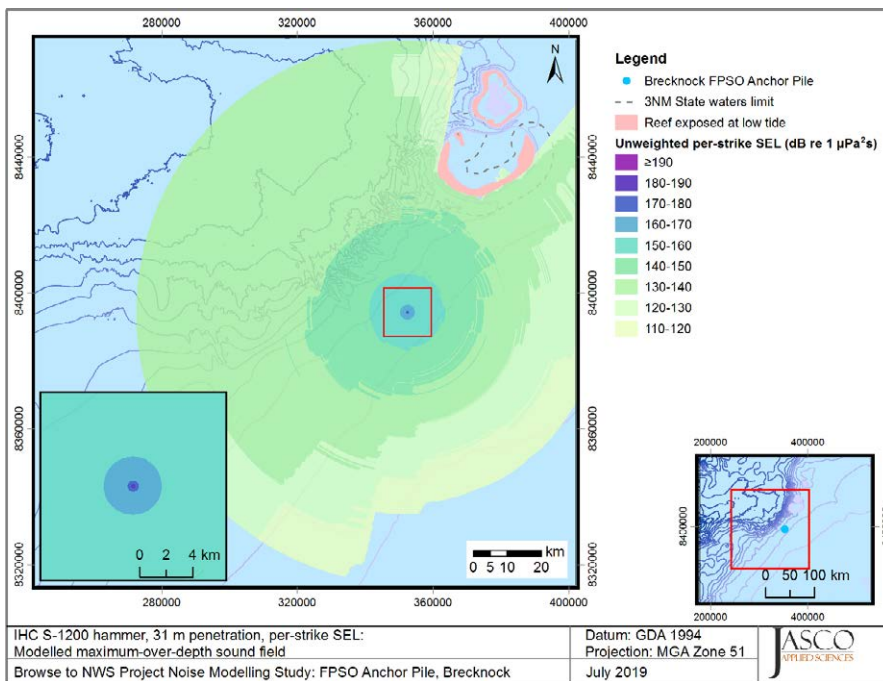 280000
320000
360000
400000
8440000
8400000
8360000
8320000
N
8440000
8400000
8360000
8320000
0 2 4 km
km
0 5 10 20
280000
320000
360000
400000
Legend
Brecknock FPSO Anchor Pile
3NM State waters limit
Reef exposed at low tide
Unweighted per-strike SEL (dB re 1 µPa²s)
≥190
180-190
170-180
160-170
150-160
140-150
130-140
120-130
110-120
200000 400000
8400000
0 50 100 km
200000 400000
IHC S-1200 hammer, 31 m penetration, per-strike SEL:
Modelled maximum-over-depth sound field
Browse to NWS Project Noise Modelling Study: FPSO Anchor Pile, Brecknock
Datum: GDA 1994
Projection: MGA Zone 51
July 2019
JASCO
APPLIED SCIENCES